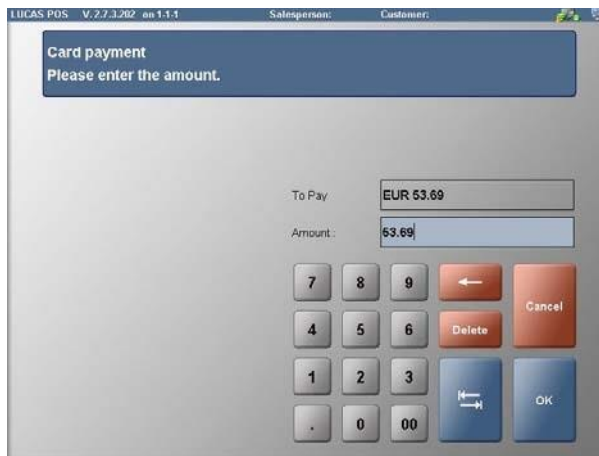 LUCAS POS V.2.7.3.202 on 1-1-1 Salesperson: Customer:
Card payment
Please enter the amount.
To Pay EUR 53.69
Amount: 53.69
7 8 9 Cancel
4 5 6 Delete
1 2 3 OK
. 0 00